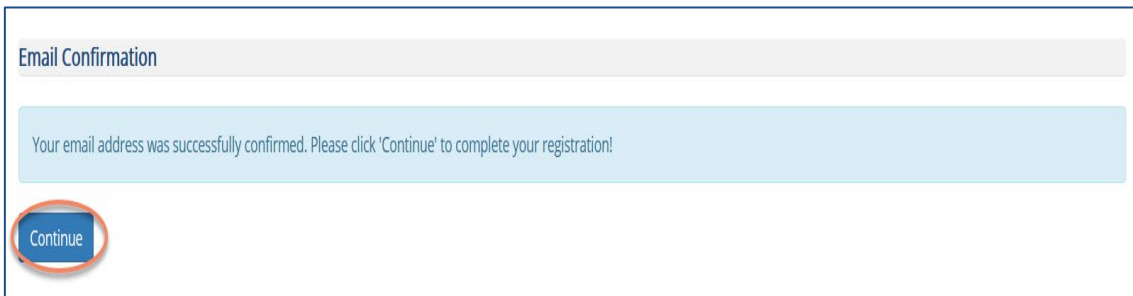 Email Confirmation
Your email address was successfully confirmed. Please click 'Continue' to complete your registration!
Continue